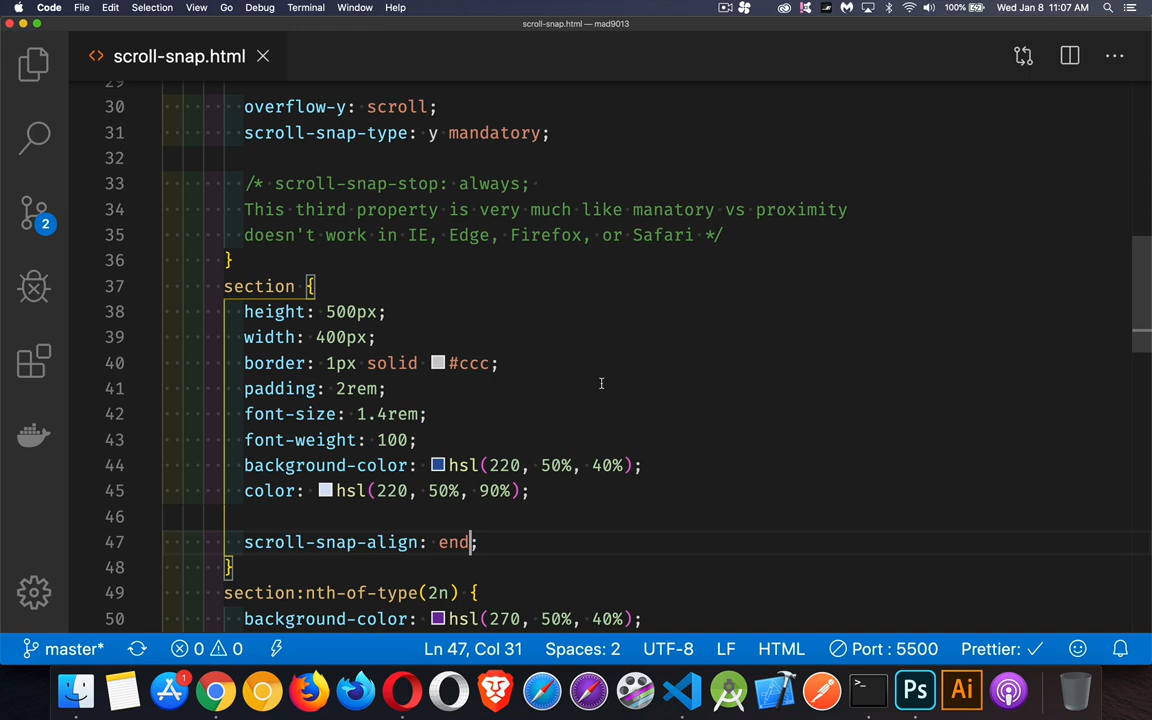 Code File Edit Selection View Go Debug Terminal Window Help 100% Wed Jan 8 11:07 AM
scroll-snap.html — mad9013
<> scroll-snap.html
29
30 overflow-y: scroll;
31 scroll-snap-type: y mandatory;
32
33 /* scroll-snap-stop: always;
34 This third property is very much like manatory vs proximity
35 doesn't work in IE, Edge, Firefox, or Safari */
36 }
37 section {
38 height: 500px;
39 width: 400px;
40 border: 1px solid #ccc;
41 padding: 2rem;
42 font-size: 1.4rem;
43 font-weight: 100;
44 background-color: hsl(220, 50%, 40%);
45 color: hsl(220, 50%, 90%);
46
47 scroll-snap-align: end;
48 }
49 section:nth-of-type(2n) {
50 background-color: hsl(270, 50%, 40%);
2
master* 0 0 Ln 47, Col 31 Spaces: 2 UTF-8 LF HTML Port : 5500 Prettier: ✓
1
>_ Ps Ai